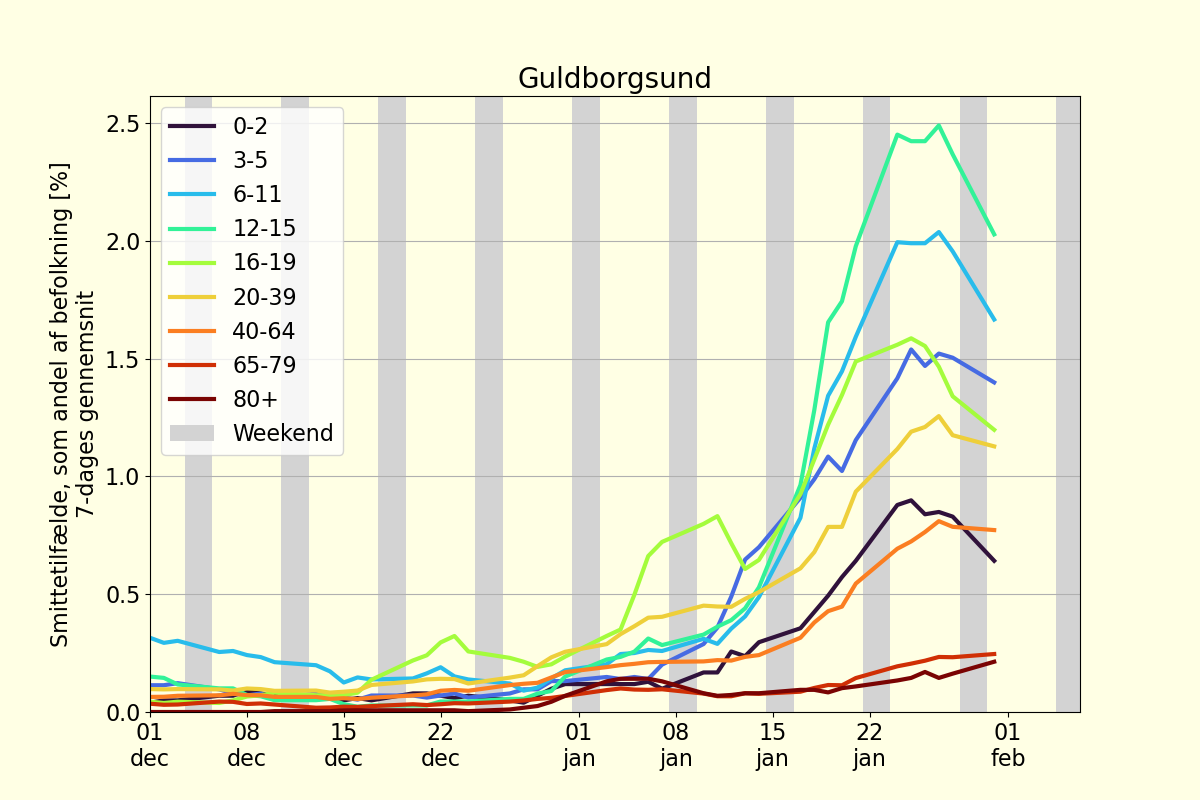 Guldborgsund
Smittetilfælde, som andel af befolkning [%]
7-dages gennemsnit
2.5
2.0
1.5
1.0
0.5
0.0
0-2
3-5
6-11
12-15
16-19
20-39
40-64
65-79
80+
Weekend
01 08 15 22 01 08 15 22 01
dec dec dec dec jan jan jan jan feb